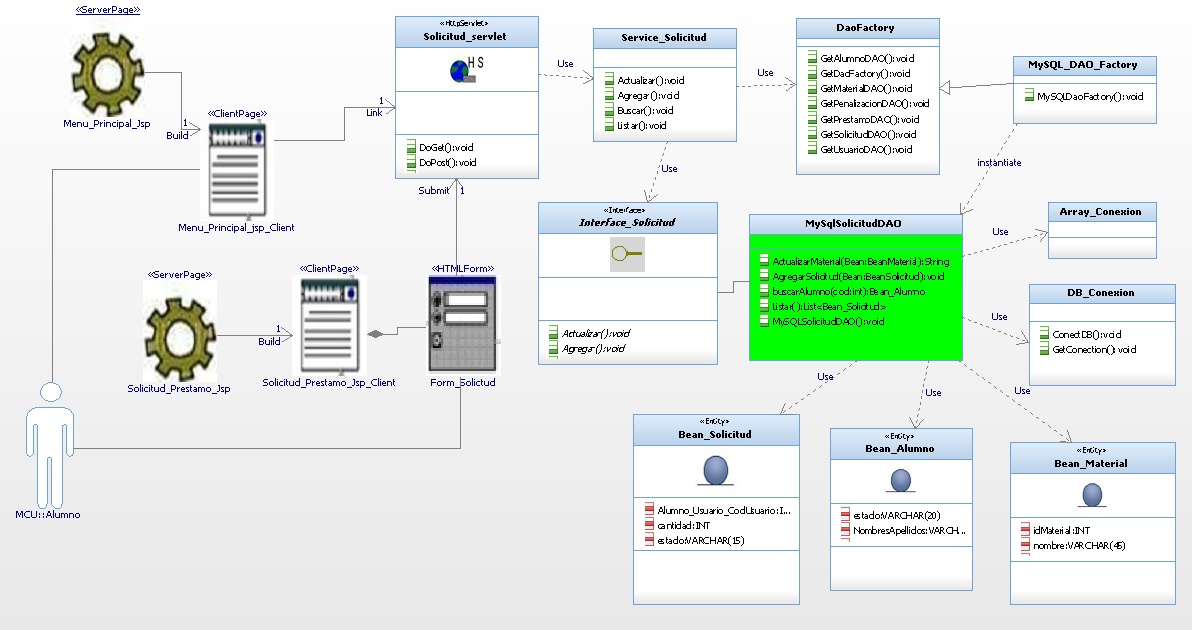 «ServerPage»
Menu_Principal_Jsp
1
Build
«ClientPage»
Menu_Principal_jsp_Client
1
Link
«HttpServlet»
Solicitud_servlet
HS
DoGet():void
DoPost():void
Submit
1
Use
Service_Solicitud
Actualizar():void
Agregar():void
Buscar():void
Listar():void
Use
DaoFactory
GetAlumnoDAO():void
GetDaoFactory():void
GetMaterialDAO():void
GetPenalizacionDAO():void
GetPrestamoDAO():void
GetSolicitudDAO():void
GetUsuarioDAO():void
MySQL_DAO_Factory
MySQLDaoFactory():void
instantiate
Use
«Interface»
Interface_Solicitud
Actualizar():void
Agregar():void
MySqlSolicitudDAO
ActualizarMaterial(Bean:BeanMaterial):String
AgregarSolicitud(Bean:BeanSolicitud):void
buscarAlumno(cod:int):Bean_Alumno
Listar():List<Bean_Solicitud>
MySQLSolicitudDAO():void
Use
Array_Conexion
Use
DB_Conexion
ConectDB():void
GetConection():void
«ServerPage»
Solicitud_Prestamo_Jsp
1
Build
«ClientPage»
Solicitud_Prestamo_Jsp_Client
«HTMLForm»
Form_Solictud
MCU::Alumno
Use
Use
Use
«Entity»
Bean_Solicitud
Alumno_Usuario_CodUsuario:I...
cantidad:INT
estado:VARCHAR(15)
«Entity»
Bean_Alumno
estado:VARCHAR(20)
NombresApellidos:VARCH...
«Entity»
Bean_Material
idMaterial:INT
nombre:VARCHAR(45)